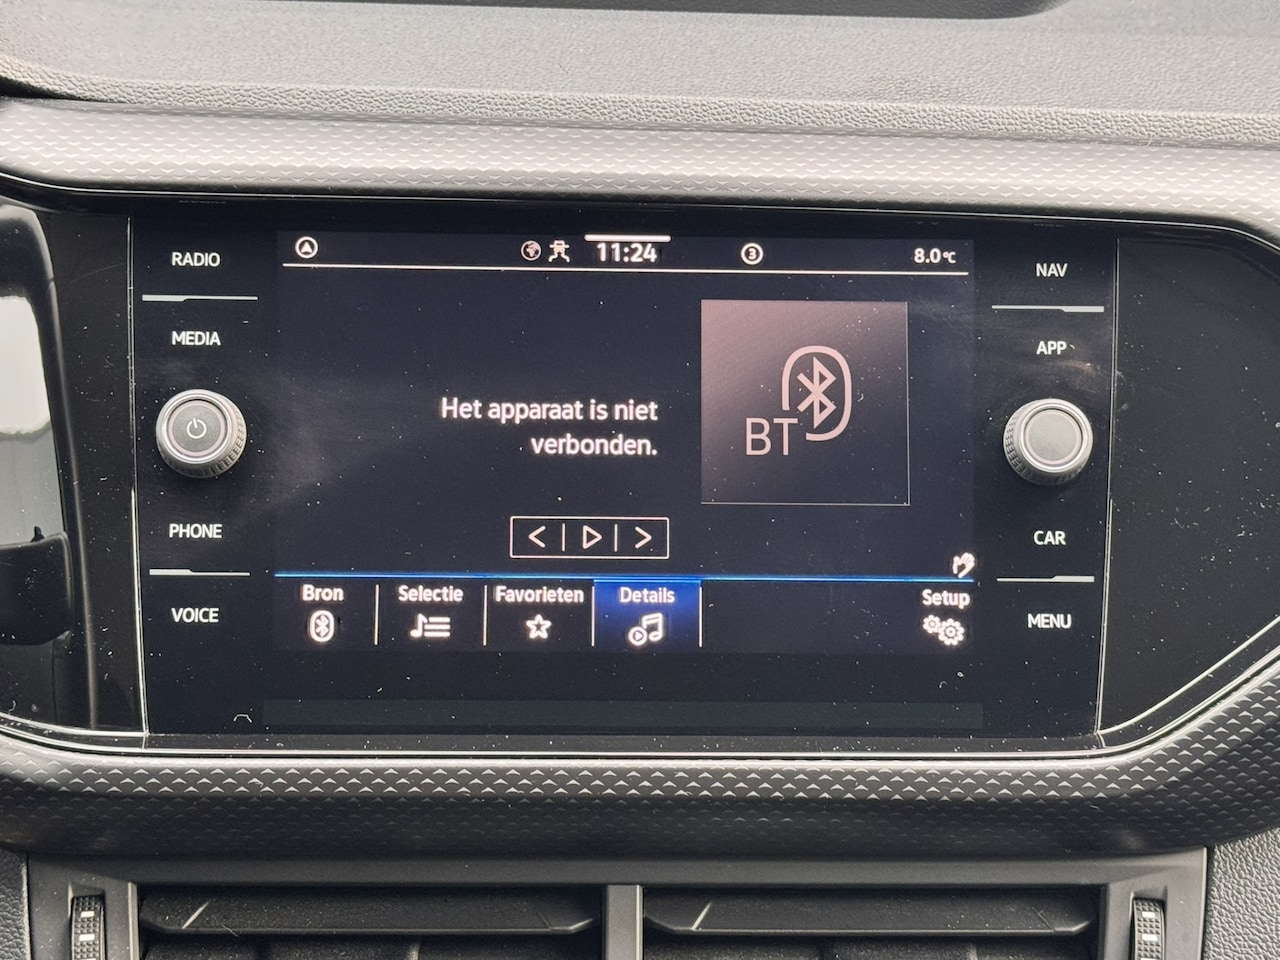 RADIO
MEDIA
PHONE
VOICE
11:24
3
8.0°C
Het apparaat is niet
verbonden.
BT
Bron
Selectie
Favorieten
Details
Setup
NAV
APP
CAR
MENU